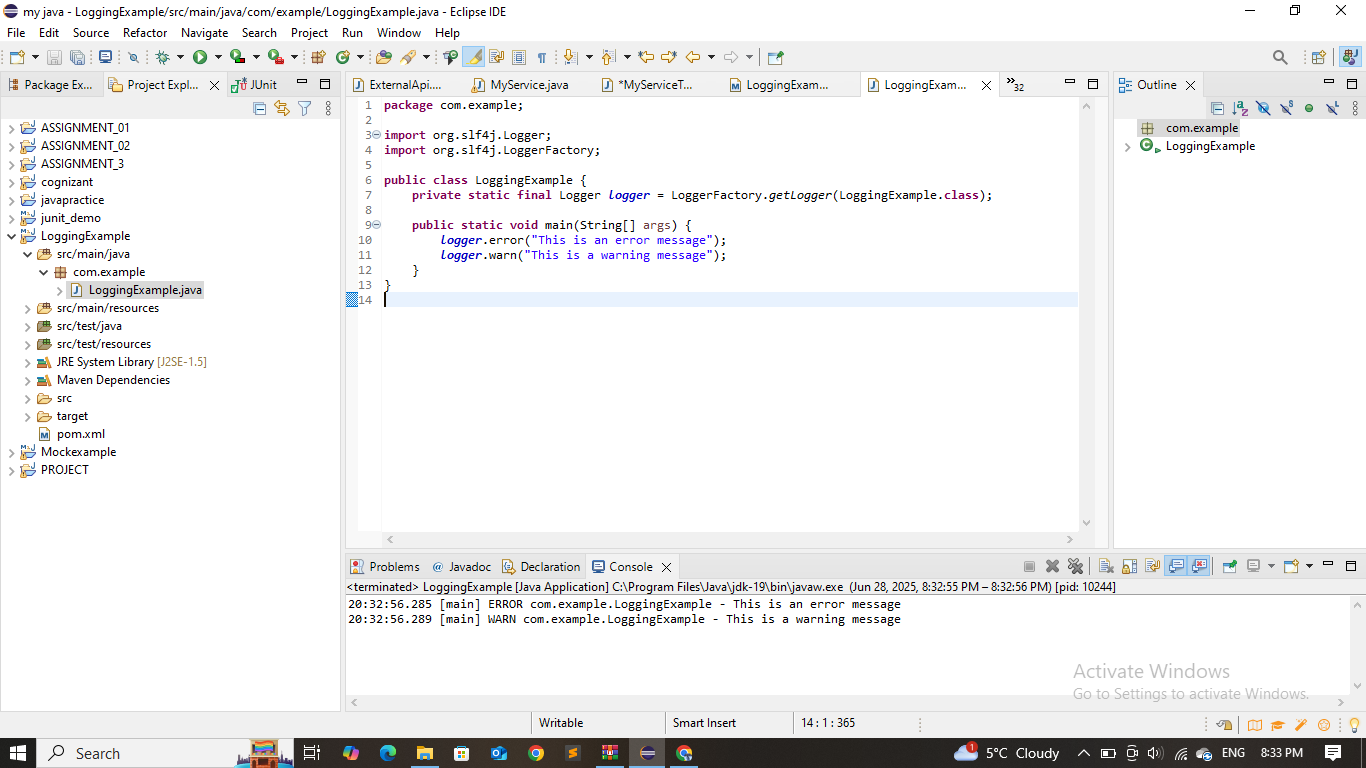 my java - LoggingExample/src/main/java/com/example/LoggingExample.java - Eclipse IDE
File Edit Source Refactor Navigate Search Project Run Window Help
Package Ex... Project Expl... JUnit
ASSIGNMENT_01
ASSIGNMENT_02
ASSIGNMENT_3
cognizant
javapractice
junit_demo
LoggingExample
src/main/java
com.example
LoggingExample.java
src/main/resources
src/test/java
src/test/resources
JRE System Library [J2SE-1.5]
Maven Dependencies
src
target
pom.xml
Mockexample
PROJECT
ExternalApi.... MyService.java *MyServiceT... LoggingExam... LoggingExam... »32
1 package com.example;
2
3 import org.slf4j.Logger;
4 import org.slf4j.LoggerFactory;
5
6 public class LoggingExample {
7 private static final Logger logger = LoggerFactory.getLogger(LoggingExample.class);
8
9 public static void main(String[] args) {
10 logger.error("This is an error message");
11 logger.warn("This is a warning message");
12 }
13 }
14
Outline
com.example
LoggingExample
Problems @ Javadoc Declaration Console
<terminated> LoggingExample [Java Application] C:\Program Files\Java\jdk-19\bin\javaw.exe (Jun 28, 2025, 8:32:55 PM – 8:32:56 PM) [pid: 10244]
20:32:56.285 [main] ERROR com.example.LoggingExample - This is an error message
20:32:56.289 [main] WARN com.example.LoggingExample - This is a warning message
Activate Windows
Go to Settings to activate Windows.
Writable Smart Insert 14 : 1 : 365
Search 1 5°C Cloudy ENG 8:33 PM